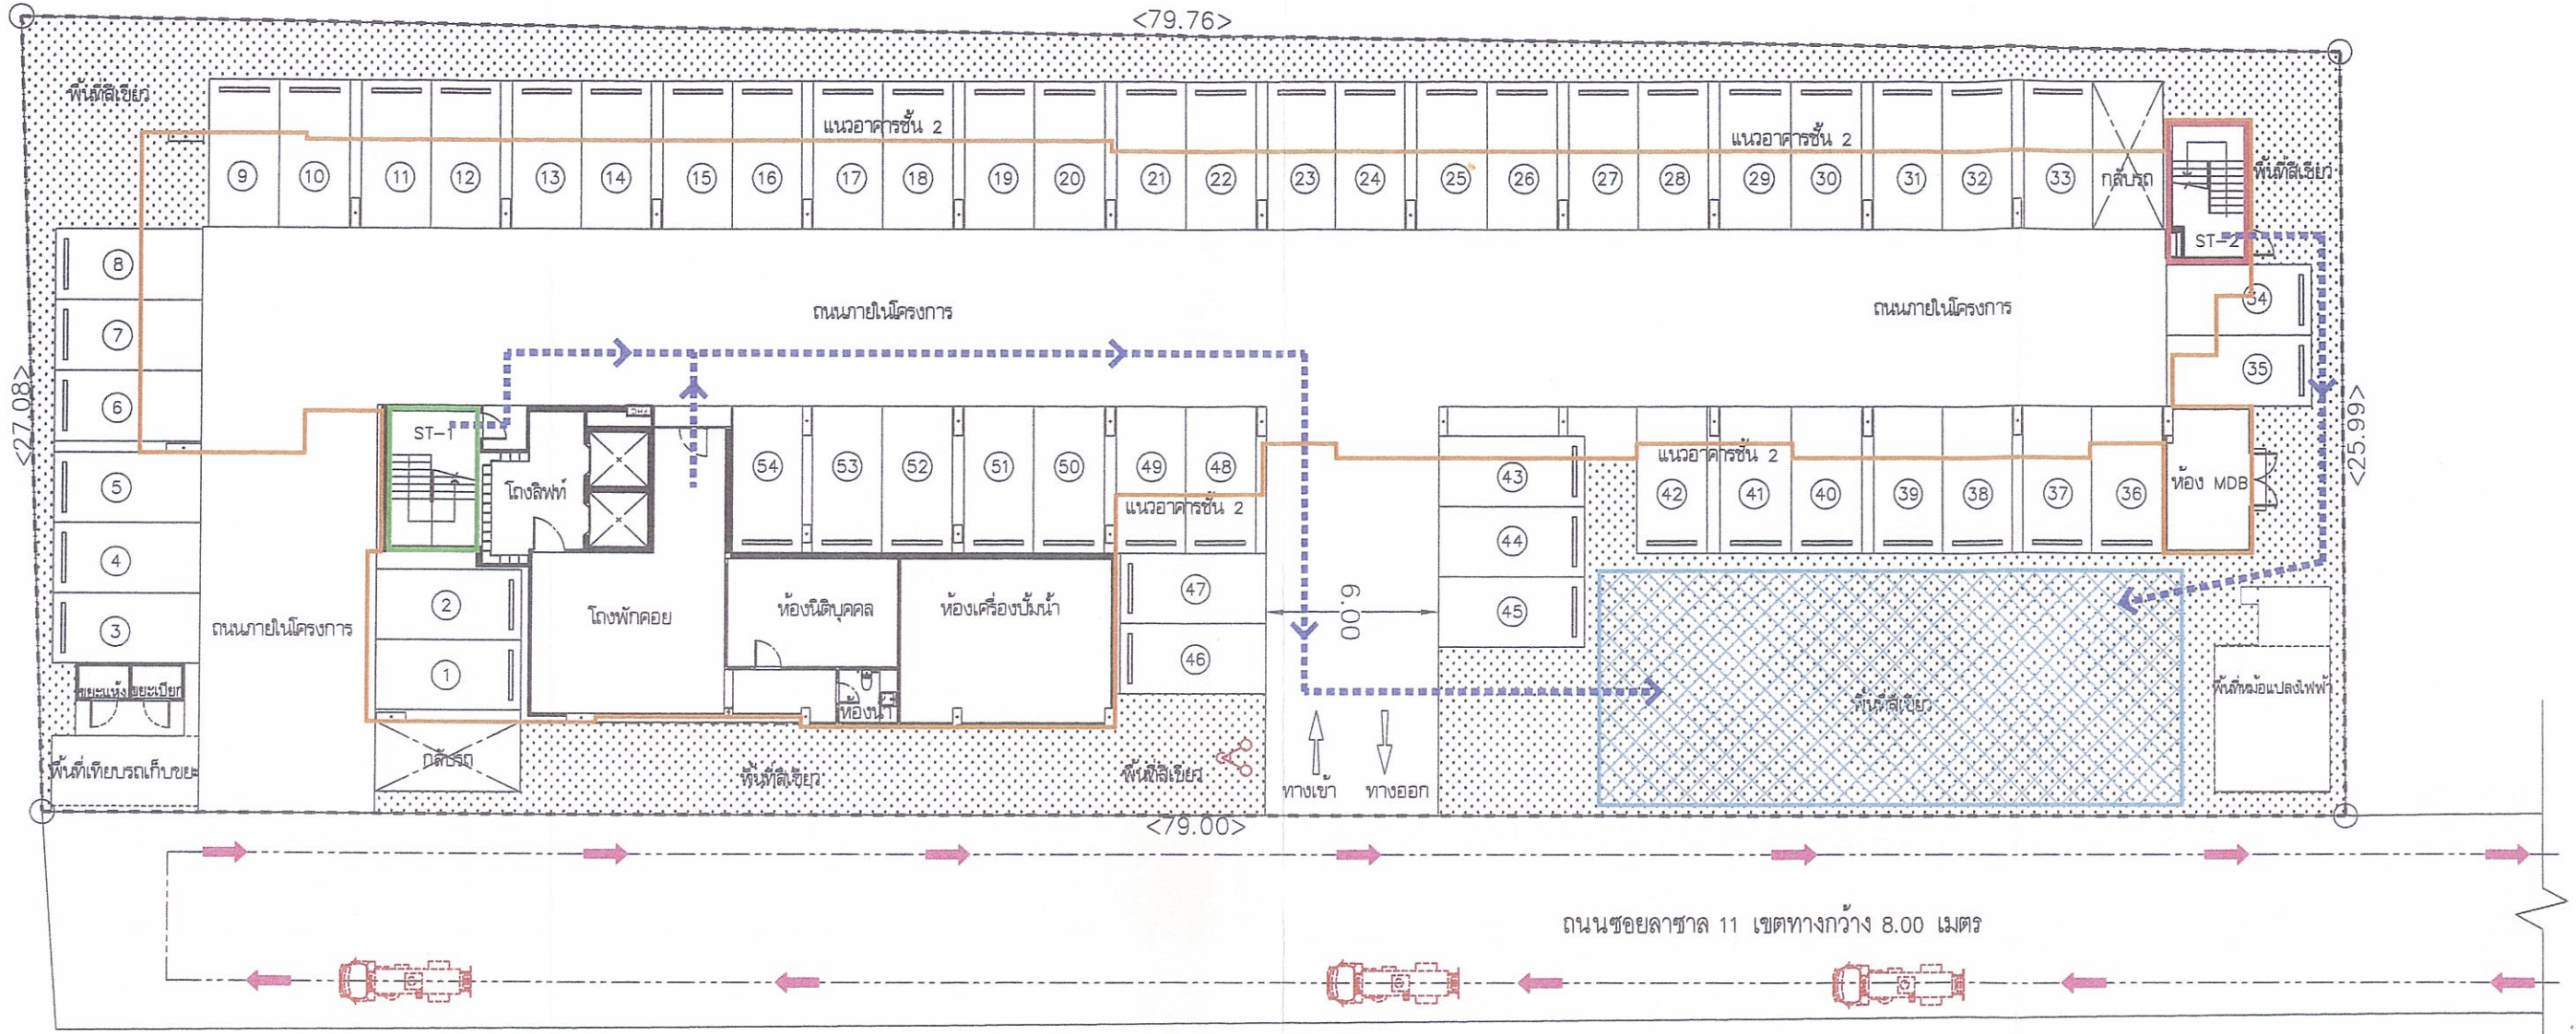 <79.76>
พื้นที่สีเขียว
แนวอาคารชั้น 2
แนวอาคารชั้น 2
9 10 11 12 13 14 15 16 17 18 19 20 21 22 23 24 25 26 27 28 29 30 31 32 33 กลับรถ
พื้นที่สีเขียว
ST-2
8
7
6
5
4
3
ถนนภายในโครงการ
ถนนภายในโครงการ
34
35
<27.08>
<25.99>
ST-1
โถงลิฟท์
54 53 52 51 50 49 48
แนวอาคารชั้น 2
43
44
45
แนวอาคารชั้น 2
42 41 40 39 38 37 36
ห้อง MDB
2
1
โถงพักคอย
ห้องนิติบุคคล
ห้องเครื่องปั้มน้ำ
ห้องน้ำ
47
46
6.00
ถนนภายในโครงการ
ขยะแห้ง ขยะเปียก
พื้นที่เทียบรถเก็บขยะ
กลับรถ
พื้นที่สีเขียว
พื้นที่สีเขียว
ทางเข้า ทางออก
พื้นที่สีเขียว
พื้นที่หม้อแปลงไฟฟ้า
<79.00>
ถนนซอยลาซาล 11 เขตทางกว้าง 8.00 เมตร